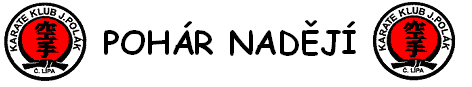 KARATE KLUB J.POLÁK
空手
Č. LÍPA
POHÁR NADĚJÍ
KARATE KLUB J.POLÁK
空手
Č. LÍPA